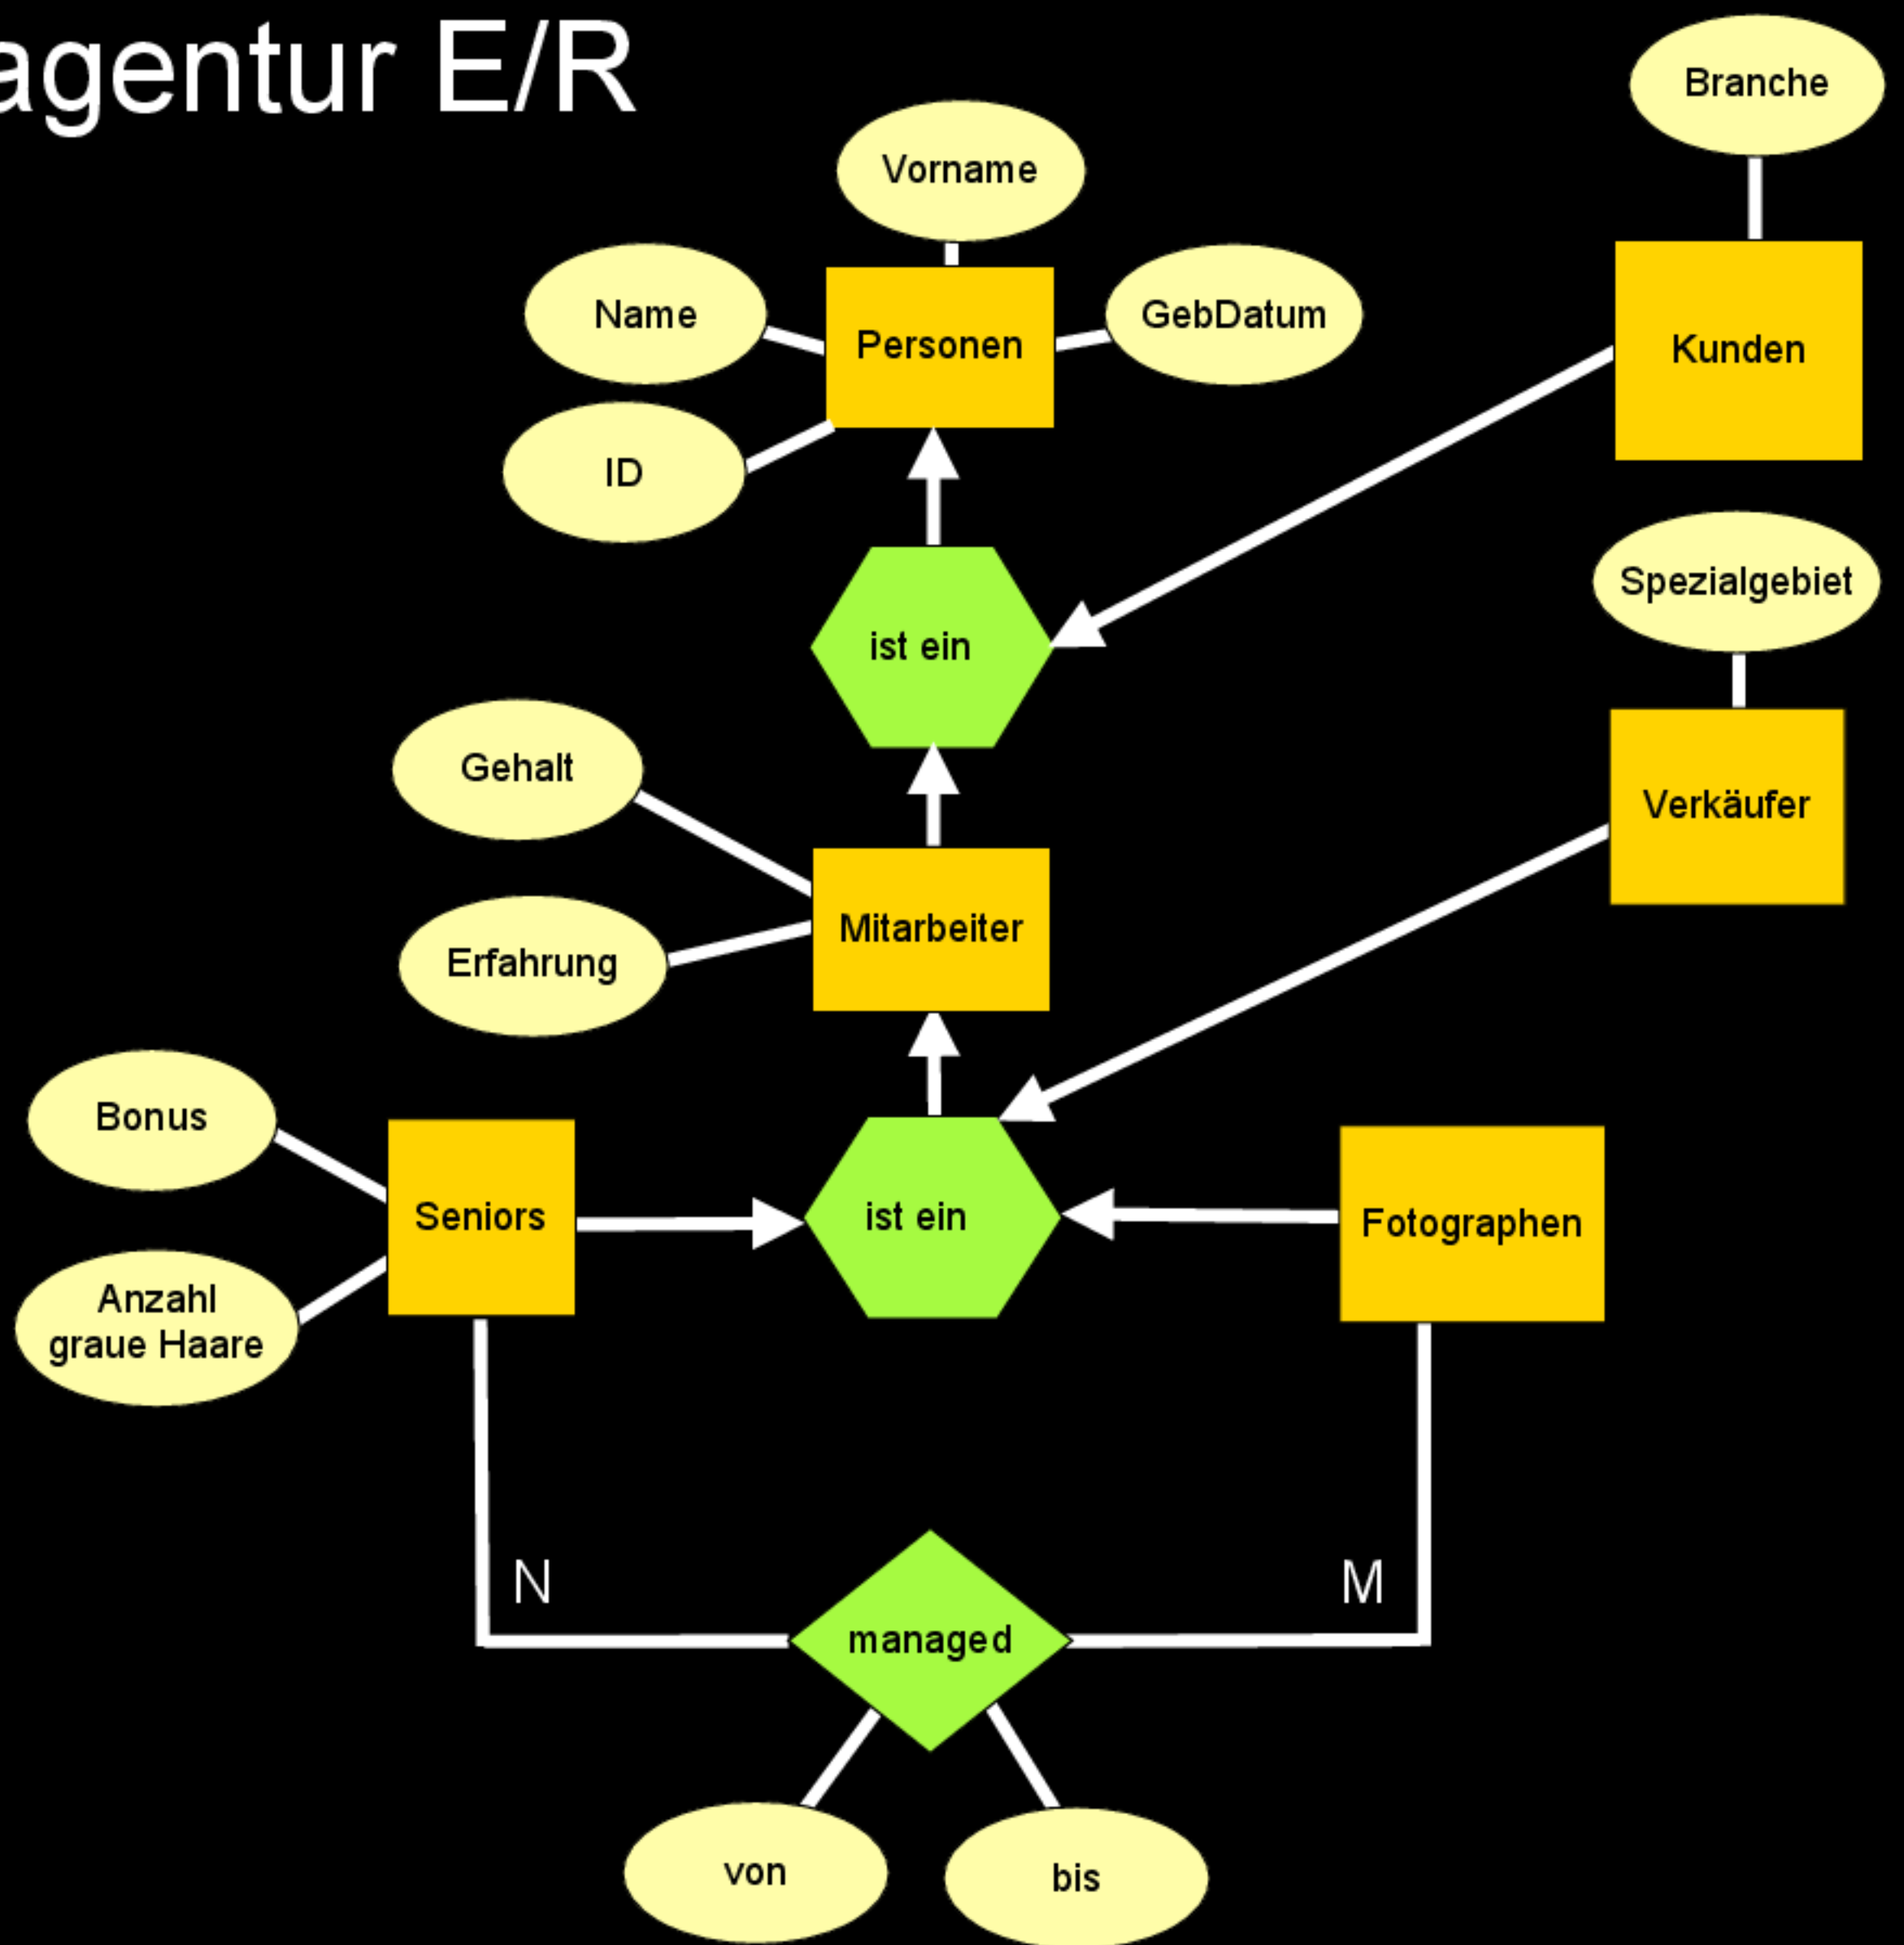 agentur E/R
Branche
Vorname
Name
Personen
GebDatum
Kunden
ID
Spezialgebiet
ist ein
Gehalt
Verkäufer
Mitarbeiter
Erfahrung
Bonus
Seniors
ist ein
Fotographen
Anzahl
graue Haare
N
M
managed
von
bis